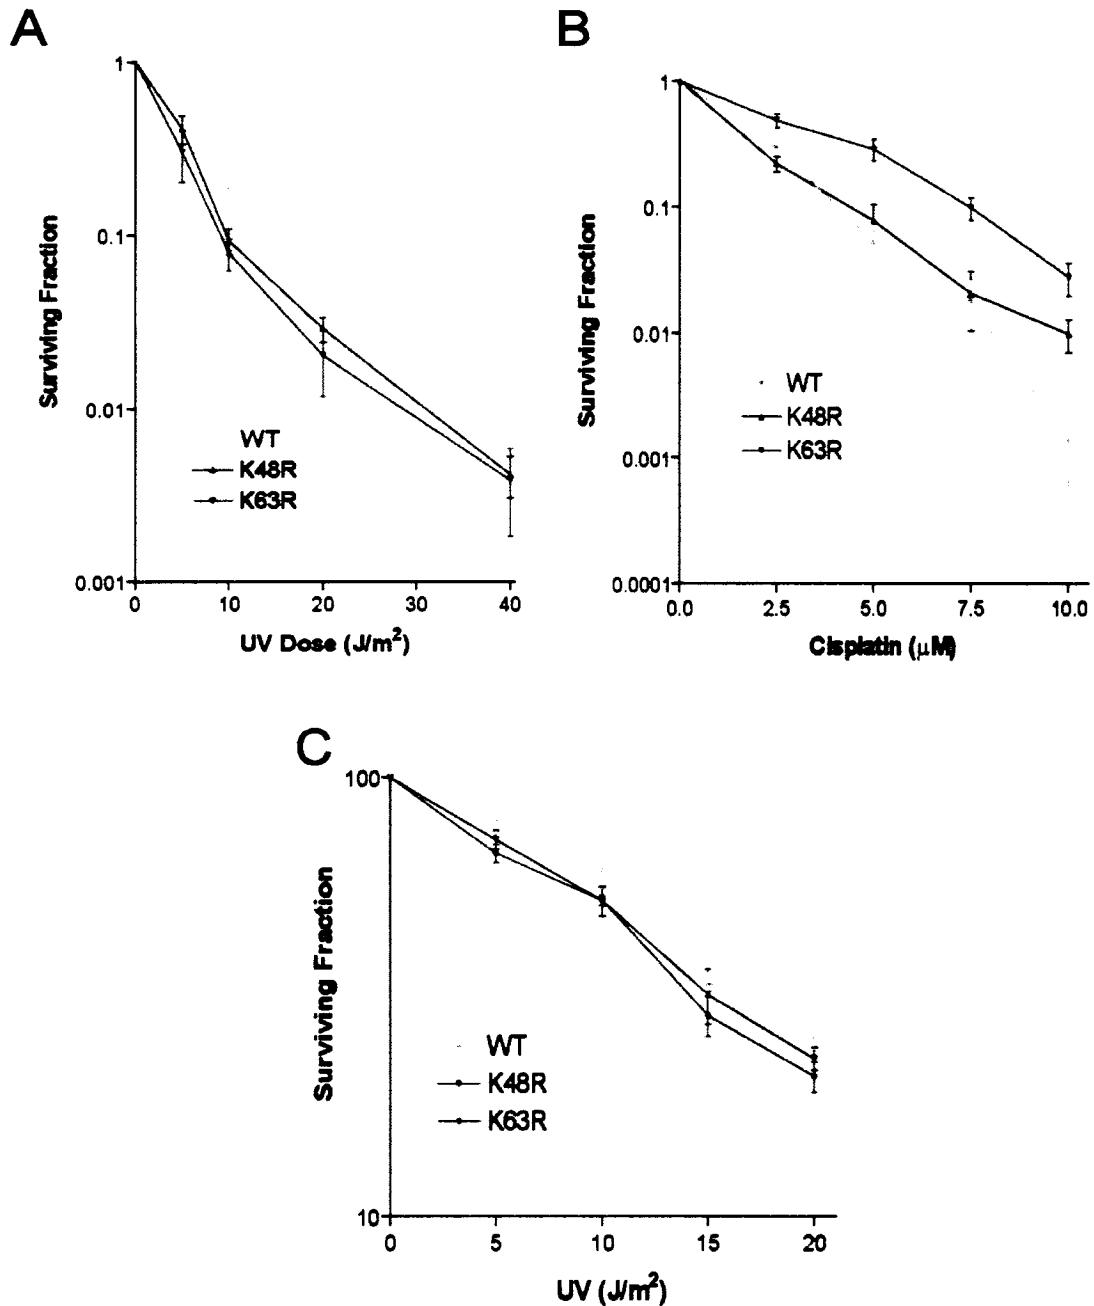 A
1
0.1
0.01
0.001
0
10
20
30
40
Surviving Fraction
UV Dose (J/m²)
WT
K48R
K63R
B
1
0.1
0.01
0.001
0.0001
0.0
2.5
5.0
7.5
10.0
Surviving Fraction
Cisplatin (μM)
WT
K48R
K63R
C
100
10
0
5
10
15
20
Surviving Fraction
UV (J/m²)
WT
K48R
K63R